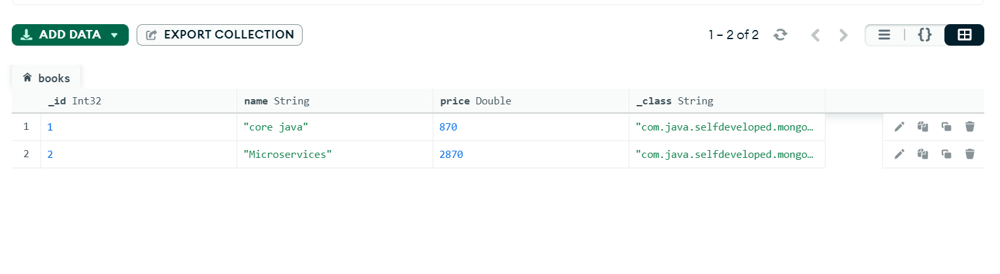 ADD DATA EXPORT COLLECTION 1 – 2 of 2 {}
books
_id Int32 name String price Double _class String
1 1 "core java" 870 "com.java.selfdeveloped.mongo…
2 2 "Microservices" 2870 "com.java.selfdeveloped.mongo…